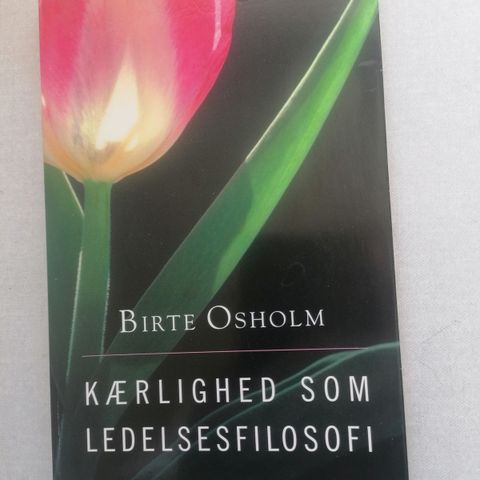 BIRTE OSHOLM
KÆRLIGHED SOM
LEDELSESFILOSOFI